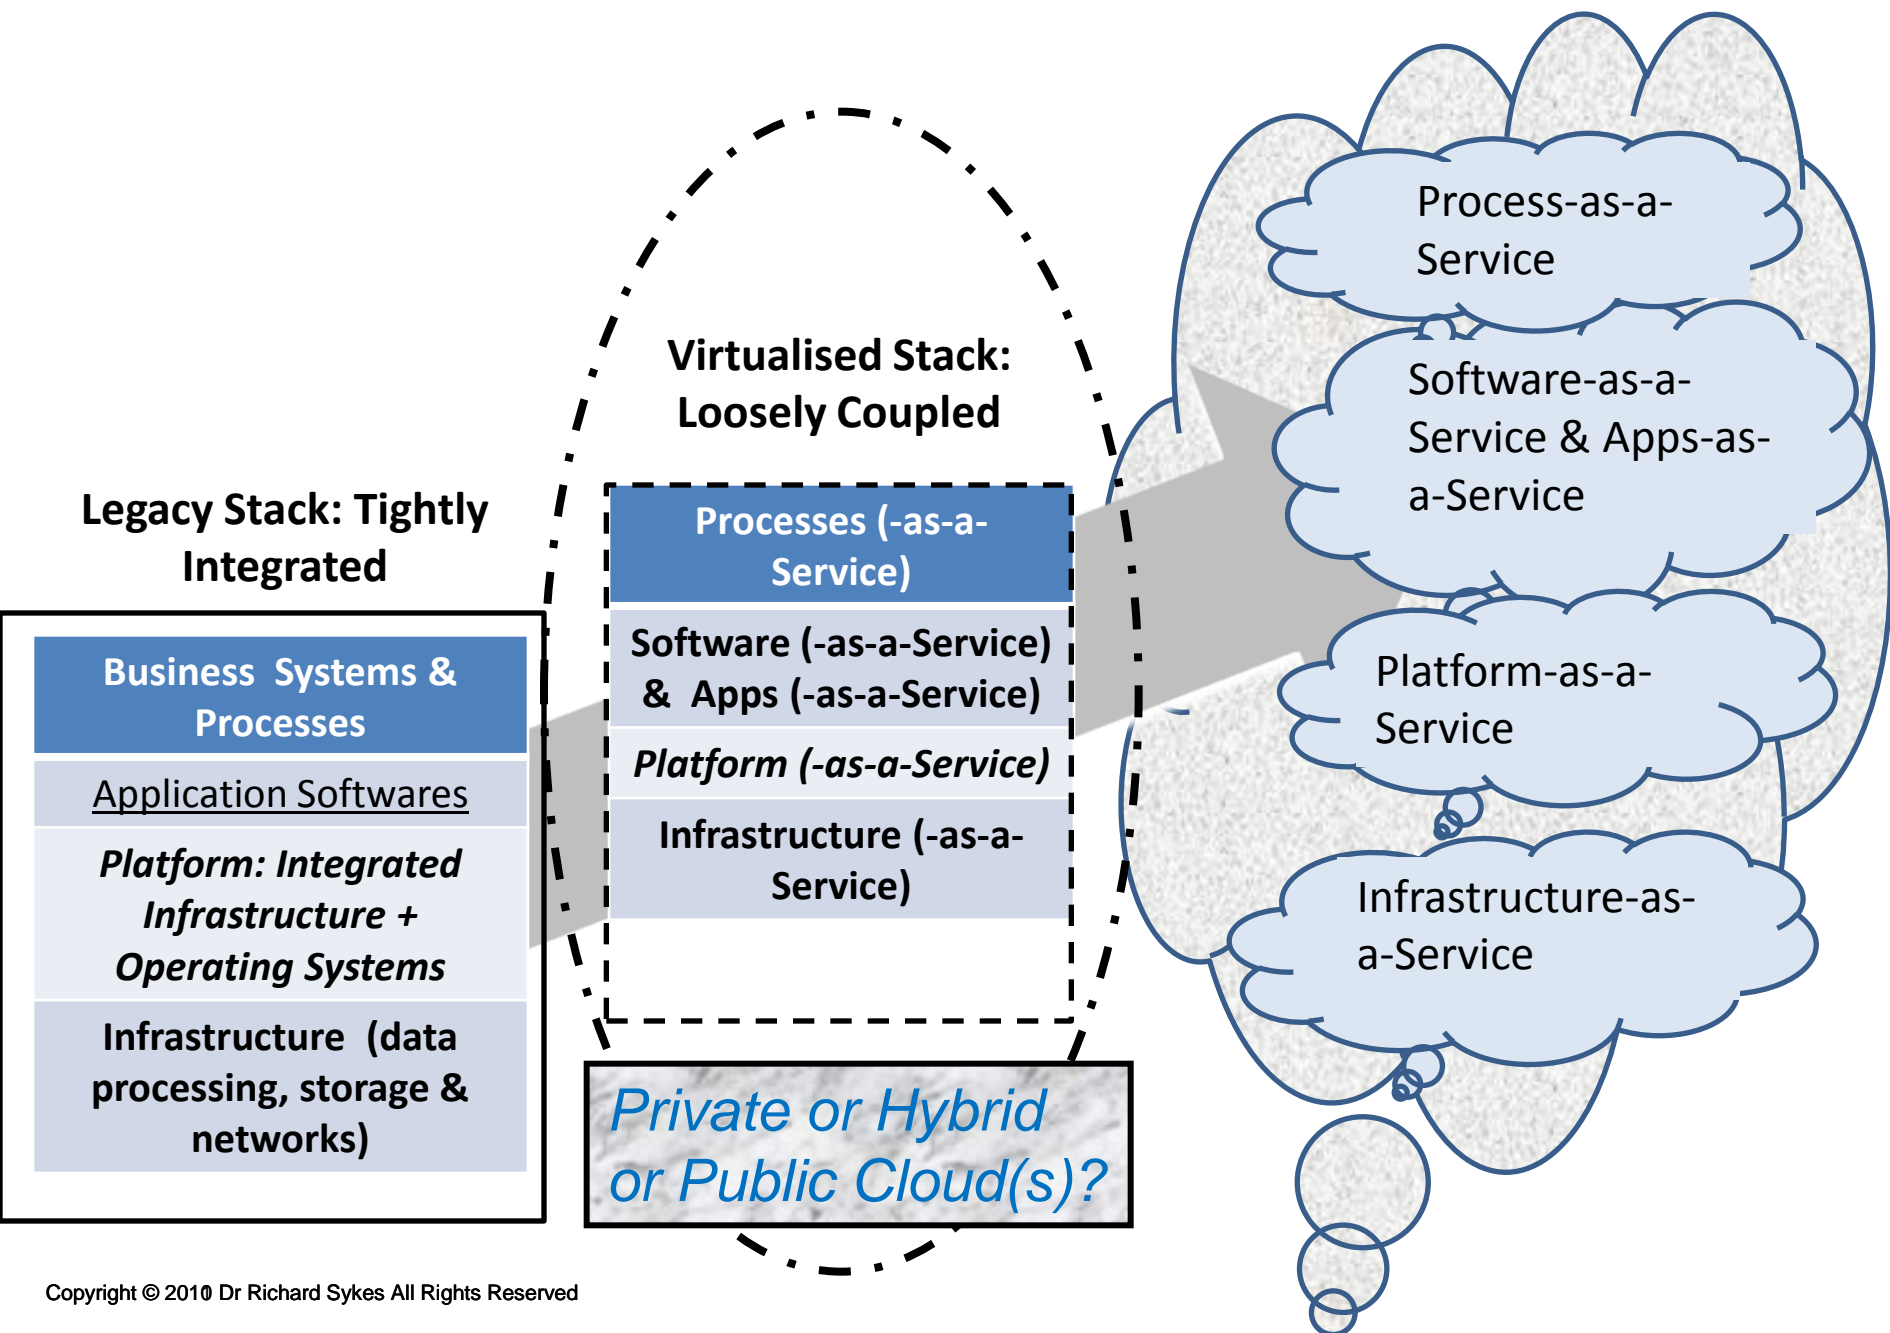 Legacy Stack: Tightly
Integrated
Business Systems &
Processes
Application Softwares
Platform: Integrated
Infrastructure +
Operating Systems
Infrastructure (data
processing, storage &
networks)
Virtualised Stack:
Loosely Coupled
Processes (-as-a-
Service)
Software (-as-a-Service)
& Apps (-as-a-Service)
Platform (-as-a-Service)
Infrastructure (-as-a-
Service)
Private or Hybrid
or Public Cloud(s)?
Process-as-a-
Service
Software-as-a-
Service & Apps-as-
a-Service
Platform-as-a-
Service
Infrastructure-as-
a-Service
Copyright © Dr Richard Sykes All Rights Reserved